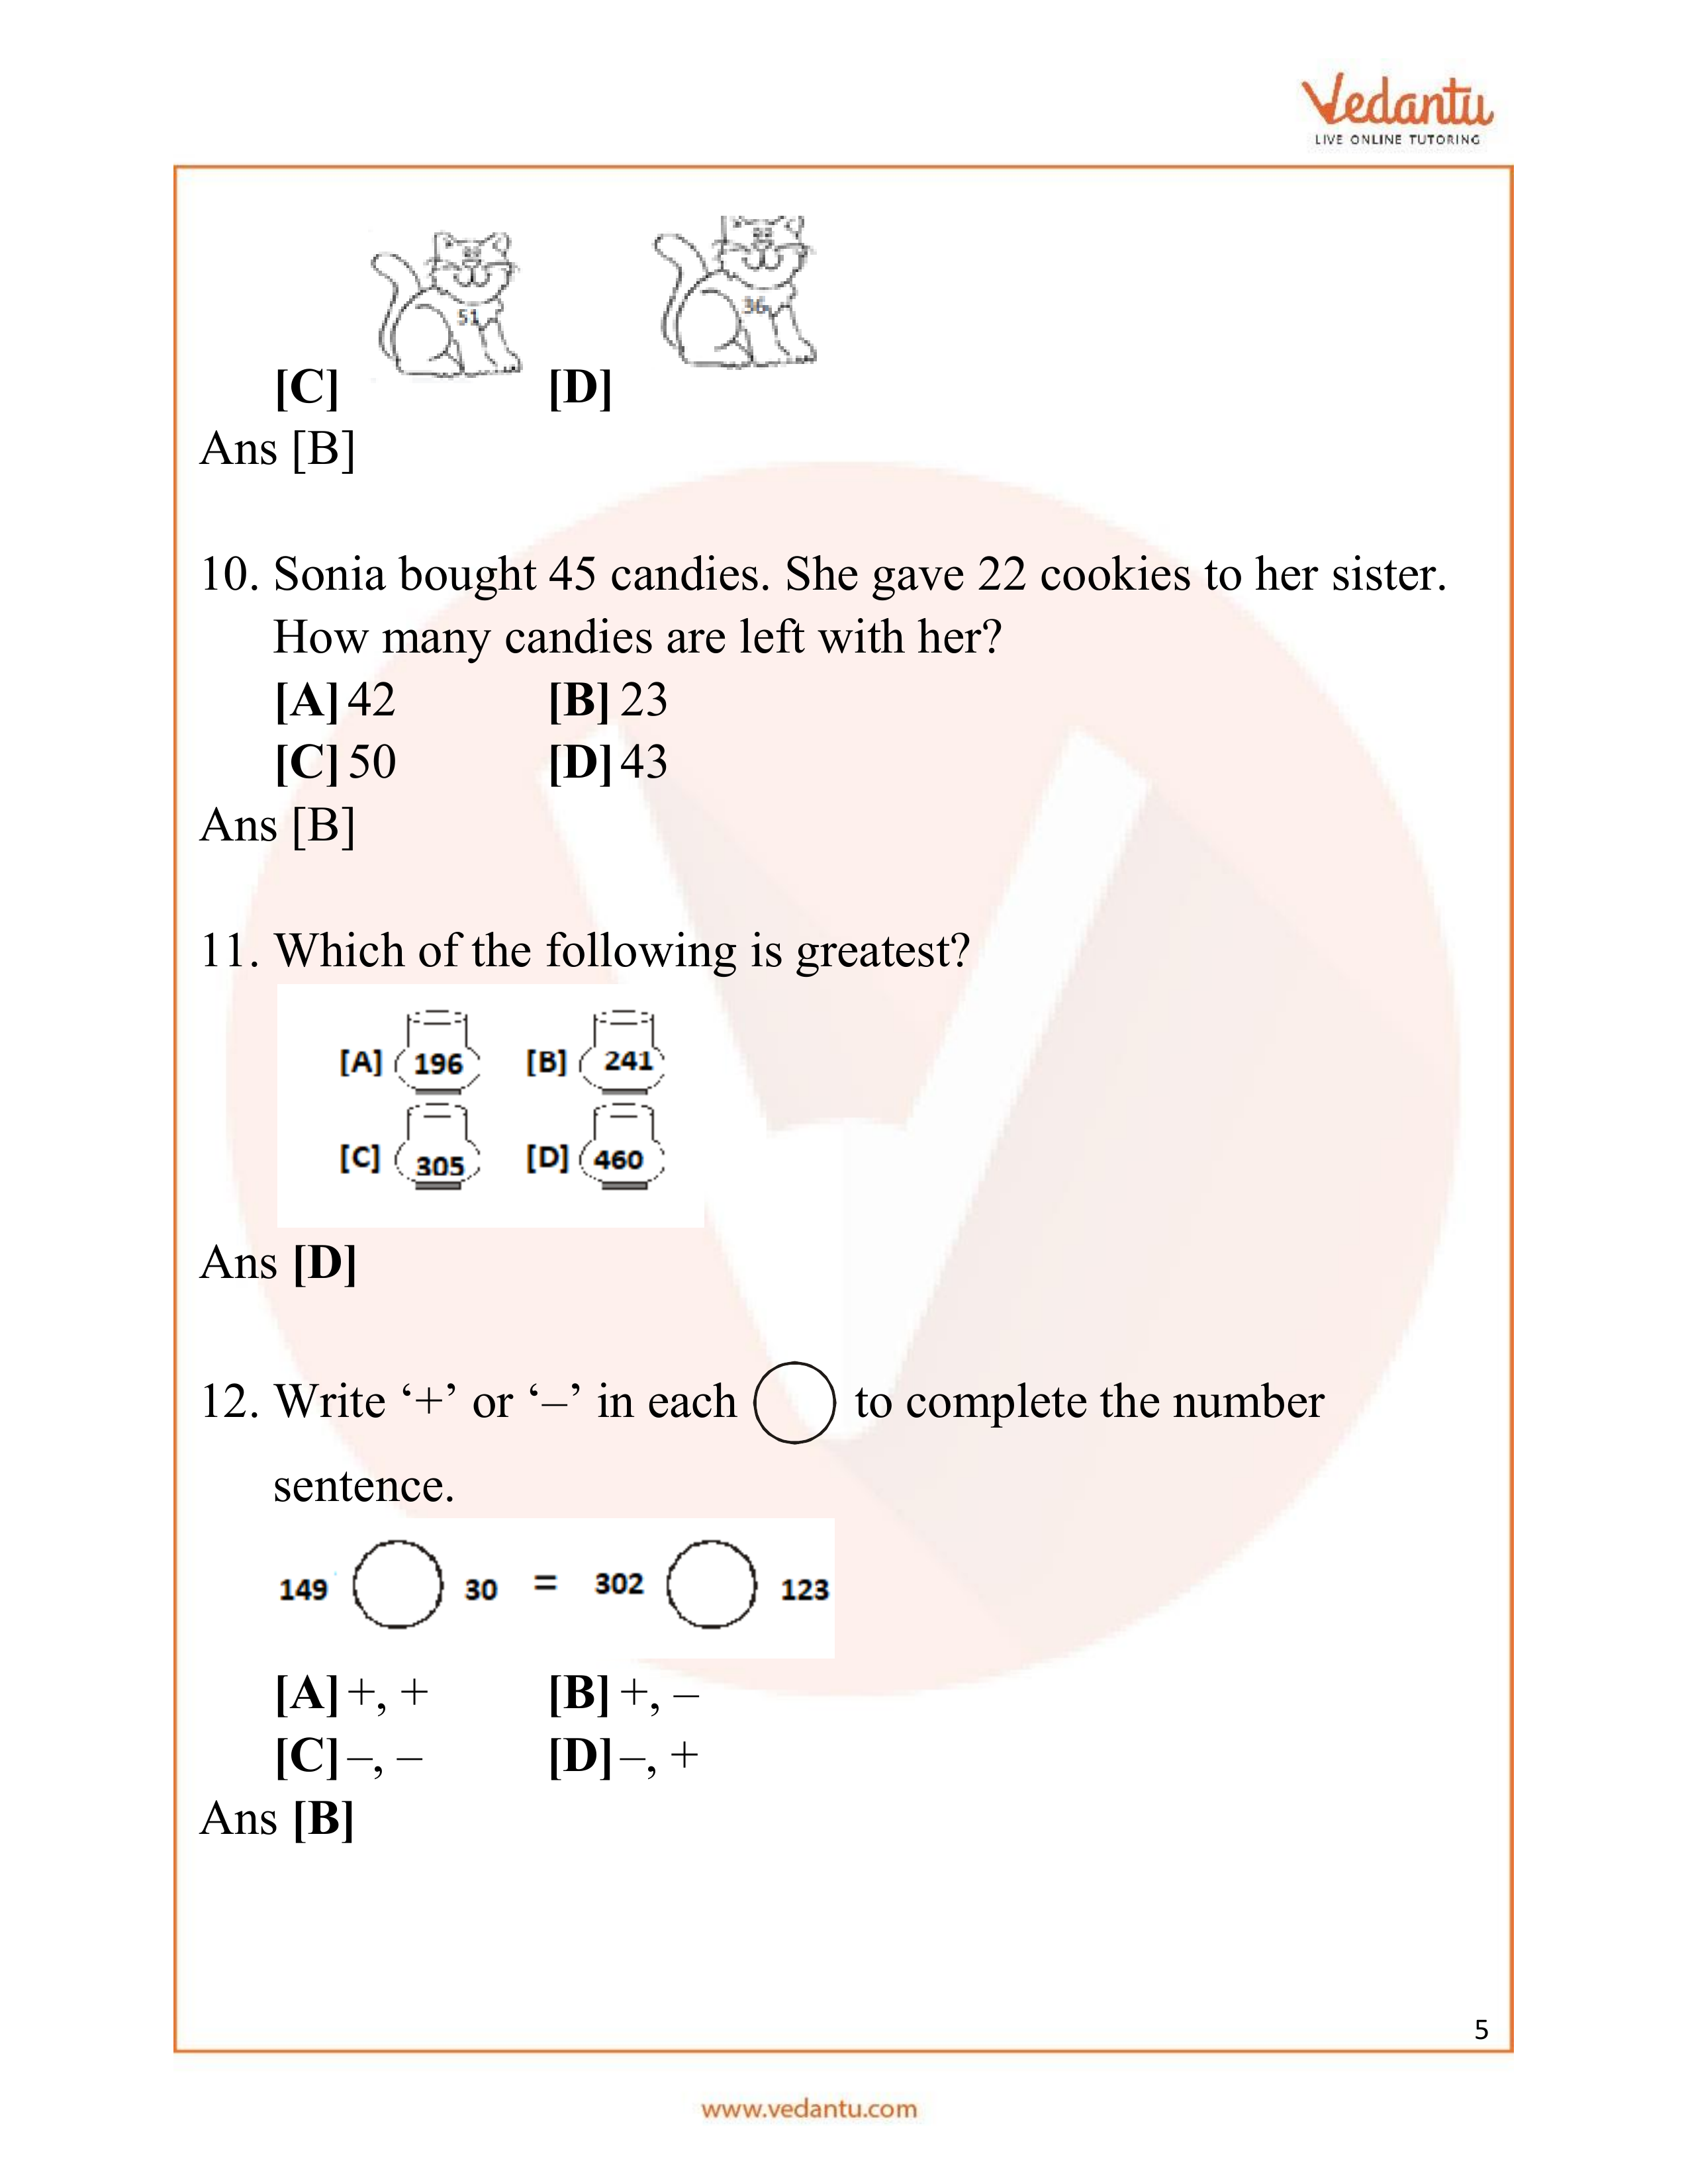 Vedantu
LIVE ONLINE TUTORING
51
36
[C] [D]
Ans [B]
10. Sonia bought 45 candies. She gave 22 cookies to her sister.
How many candies are left with her?
[A] 42 [B] 23
[C] 50 [D] 43
Ans [B]
11. Which of the following is greatest?
[A] 196 [B] 241
[C] 305 [D] 460
Ans [D]
12. Write ‘+’ or ‘–’ in each to complete the number
sentence.
149 30 = 302 123
[A] +, + [B] +, –
[C] –, – [D] –, +
Ans [B]
5
www.vedantu.com